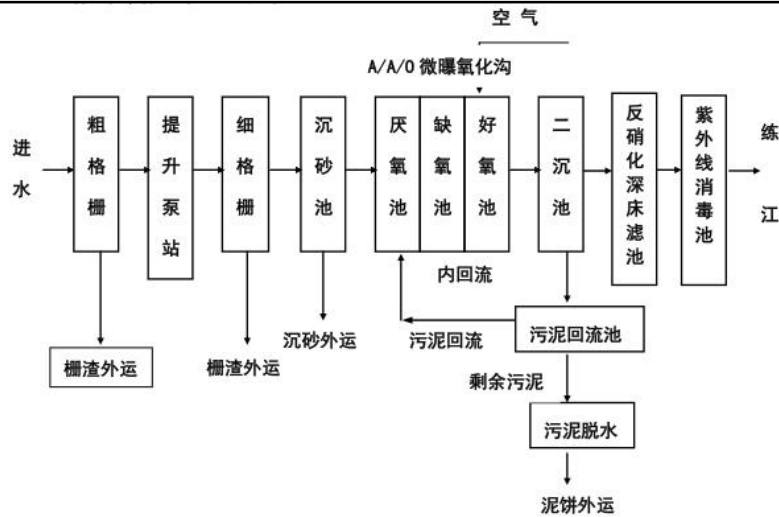 空 气
A/A/O 微曝氧化沟
进水
粗格栅
提升泵站
细格栅
沉砂池
厌氧池
缺氧池
好氧池
二沉池
反硝化深床滤池
紫外线消毒池
练江
内回流
栅渣外运
栅渣外运
沉砂外运
污泥回流
污泥回流池
剩余污泥
污泥脱水
泥饼外运